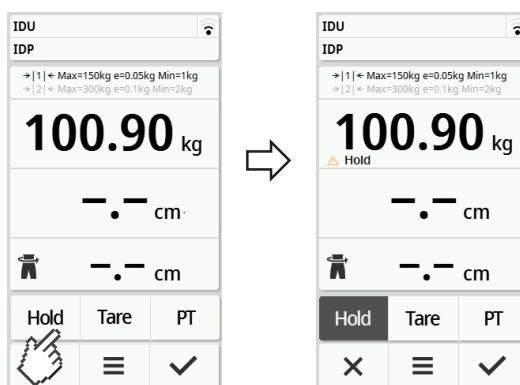 IDU
IDP
→|1|← Max=150kg e=0.05kg Min=1kg
→|2|← Max=300kg e=0.1kg Min=2kg
100.90 kg
-.- cm
-.- cm
Hold Tare PT
IDU
IDP
→|1|← Max=150kg e=0.05kg Min=1kg
→|2|← Max=300kg e=0.1kg Min=2kg
100.90 kg
Hold
-.- cm
-.- cm
Hold Tare PT